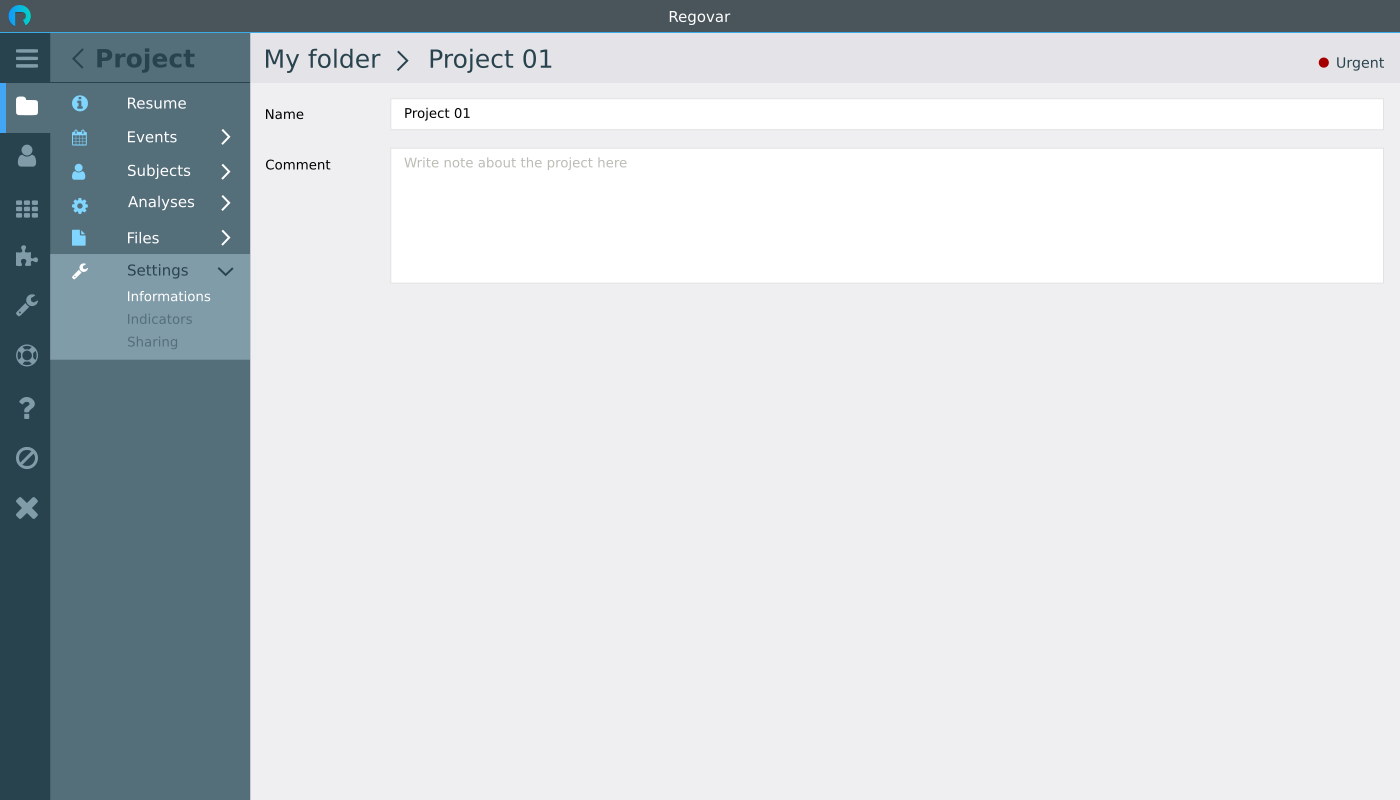 Regovar
Project
My folder
Project 01
Urgent
Resume
Events
Subjects
Analyses
Files
Settings
Informations
Indicators
Sharing
Name
Project 01
Comment
Write note about the project here